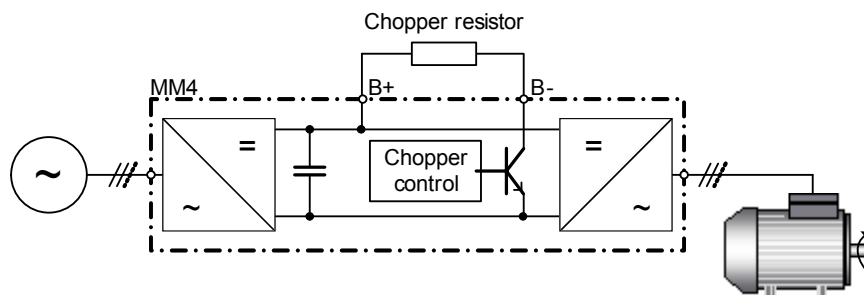 Chopper resistor
MM4
B+
B-
=
~
Chopper
control
=
~
~